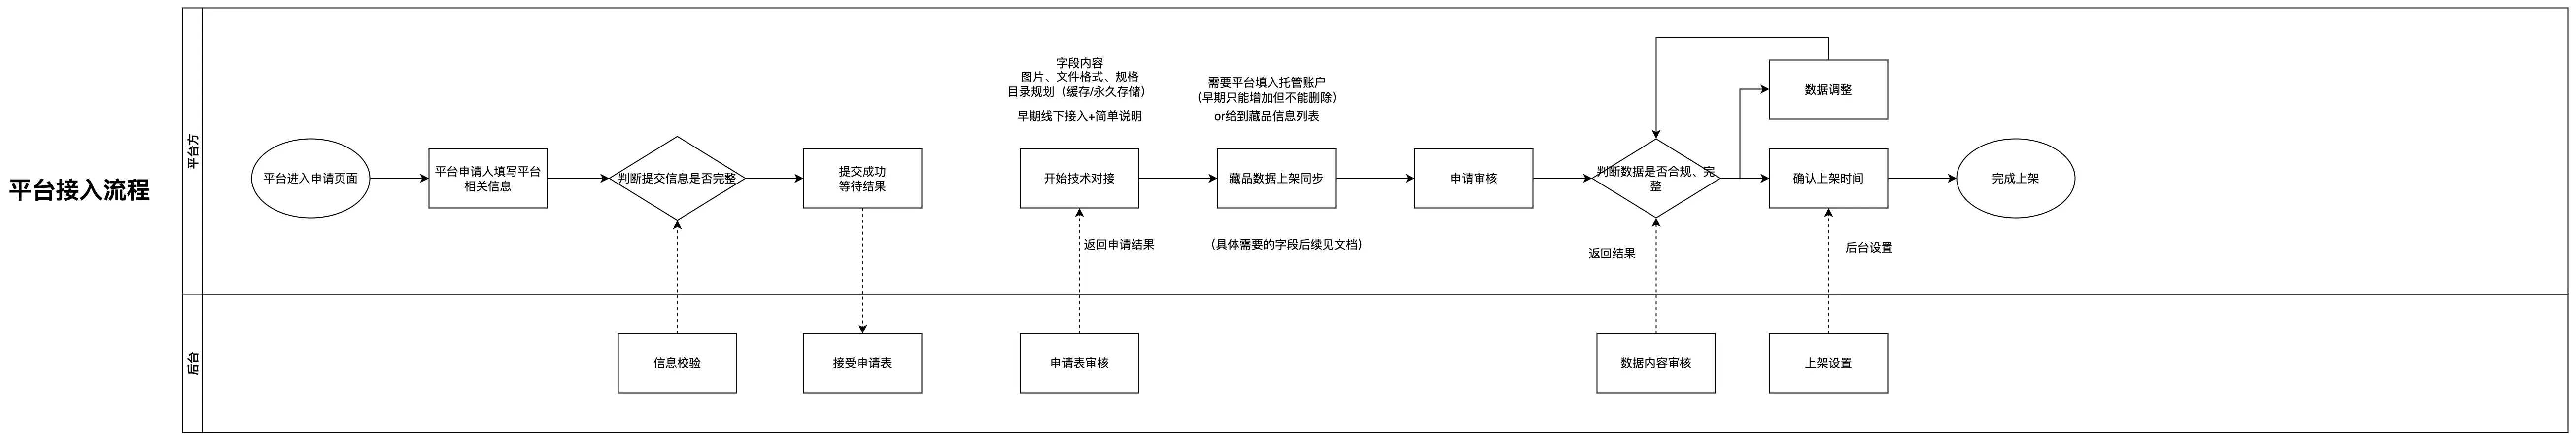 平台接入流程
平台方
平台进入申请页面
平台申请人填写平台
相关信息
判断提交信息是否完整
提交成功
等待结果
字段内容
图片、文件格式、规格
目录规划（缓存/永久存储）
早期线下接入+简单说明
开始技术对接
返回申请结果
需要平台填入托管账户
（早期只能增加但不能删除）
or给到藏品信息列表
藏品数据上架同步
（具体需要的字段后续见文档）
申请审核
判断数据是否合规、完
整
返回结果
数据调整
确认上架时间
后台设置
完成上架
后台
信息校验
接受申请表
申请表审核
数据内容审核
上架设置